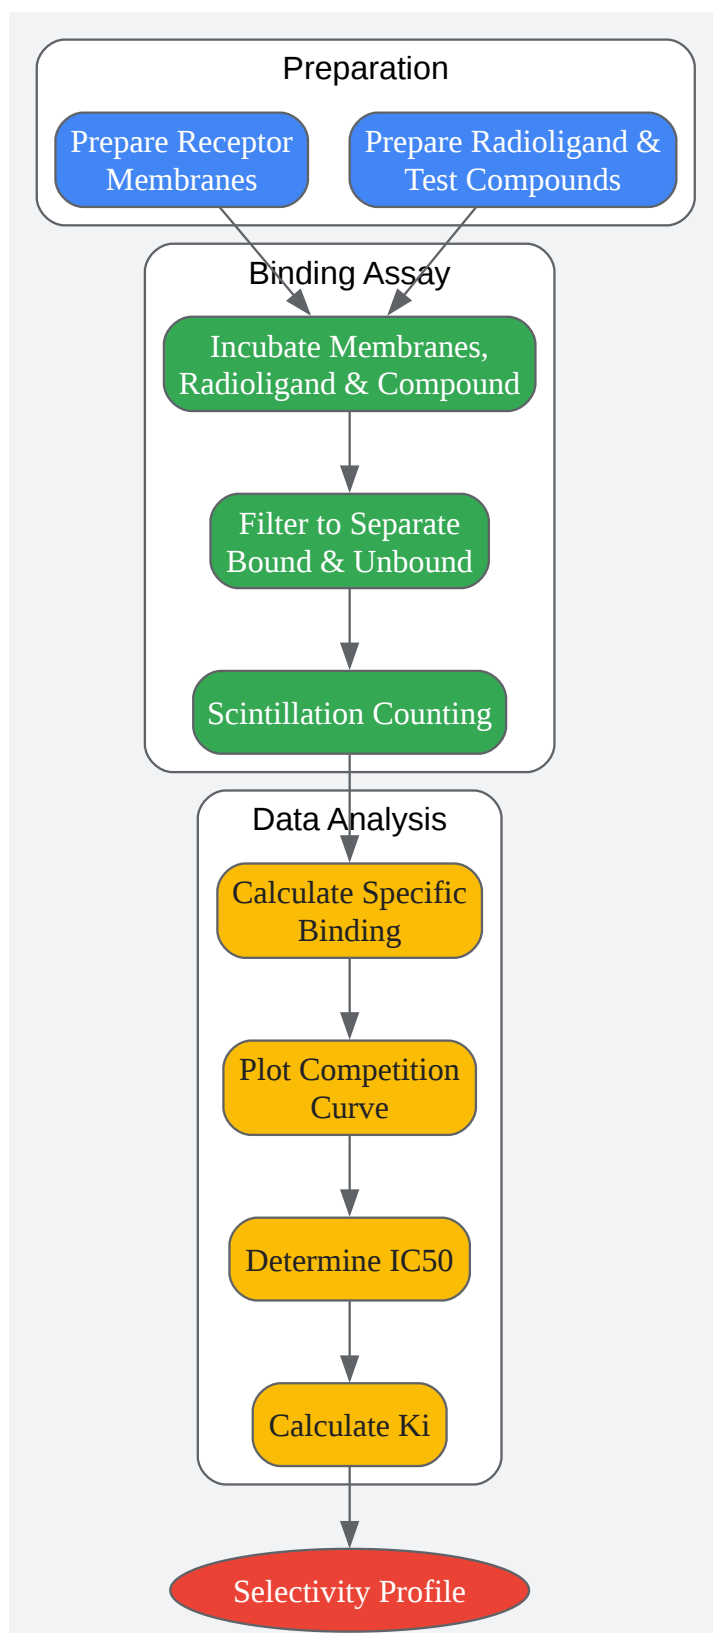 Preparation
Prepare Receptor
Membranes
Prepare Radioligand &
Test Compounds
Binding Assay
Incubate Membranes,
Radioligand & Compound
Filter to Separate
Bound & Unbound
Scintillation Counting
Data Analysis
Calculate Specific
Binding
Plot Competition
Curve
Determine IC50
Calculate Ki
Selectivity Profile